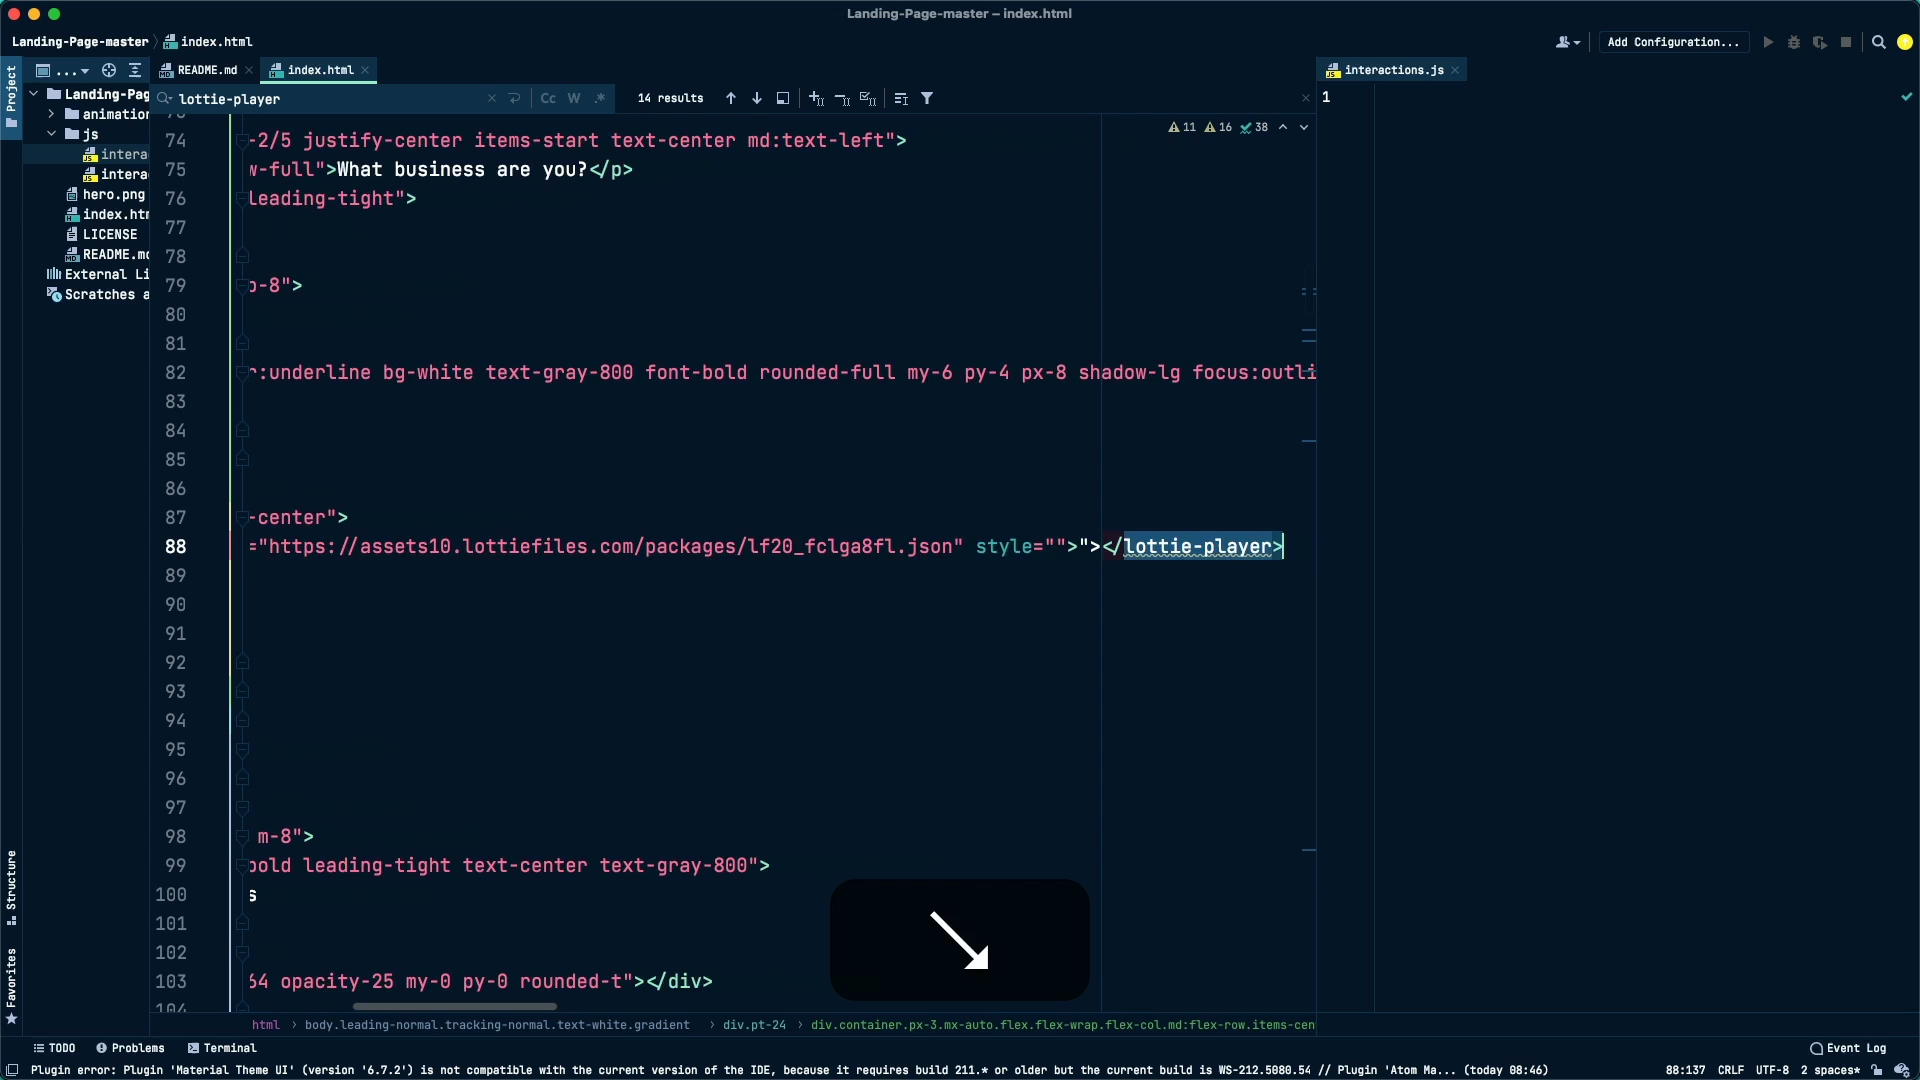 Landing-Page-master – index.html
Landing-Page-master index.html
Add Configuration...
Project
...
README.md
index.html
interactions.js
Landing-Pag
lottie-player
Cc W .*
14 results
1
animation
js
interac
interac
hero.png
index.htm
LICENSE
README.md
External Li
Scratches a
11 16 38
74 -2/5 justify-center items-start text-center md:text-left">
75 w-full">What business are you?</p>
76 leading-tight">
77
78
79 p-8">
80
81
82 r:underline bg-white text-gray-800 font-bold rounded-full my-6 py-4 px-8 shadow-lg focus:outli
83
84
85
86
87 -center">
88 ="https://assets10.lottiefiles.com/packages/lf20_fclga8fl.json" style="">"></lottie-player>
89
90
91
92
93
94
95
96
97
98 m-8">
99 bold leading-tight text-center text-gray-800">
100 s
101
102
103 64 opacity-25 my-0 py-0 rounded-t"></div>
104
Structure
Favorites
html › body.leading-normal.tracking-normal.text-white.gradient › div.pt-24 › div.container.px-3.mx-auto.flex.flex-wrap.flex-col.md:flex-row.items-cen
TODO Problems Terminal
Event Log
Plugin error: Plugin 'Material Theme UI' (version '6.7.2') is not compatible with the current version of the IDE, because it requires build 211.* or older but the current build is WS-212.5080.54 // Plugin 'Atom Ma... (today 08:46)
88:137 CRLF UTF-8 2 spaces*